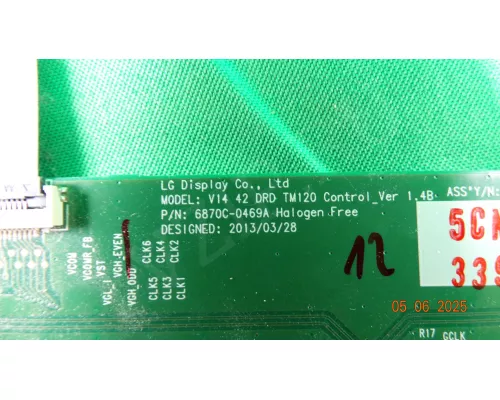 LG Display Co., Ltd
MODEL: V14 42 DRD TM120 Control_Ver 1.4B
P/N: 6870C-0469A Halogen Free
DESIGNED: 2013/03/28
ASS'Y/N:
VCOM
VCOMR_FB
VST
VGH_EVEN
VGL_I
VGH_ODD
CLK6
CLK4
CLK2
CLK5
CLK3
CLK1
12
339
05 06 2025
R17
GCLK